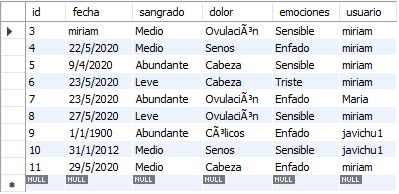 id fecha sangrado dolor emociones usuario
3 miriam Medio OvulaciÃ³n Sensible miriam
4 22/5/2020 Medio Senos Enfado miriam
5 9/4/2020 Abundante Cabeza Sensible miriam
6 23/5/2020 Leve Cabeza Triste miriam
7 23/5/2020 Abundante OvulaciÃ³n Enfado Maria
8 27/5/2020 Leve OvulaciÃ³n Sensible miriam
9 1/1/1900 Abundante CÃ³licos Enfado javichu1
10 31/1/2012 Medio Senos Sensible javichu1
11 29/5/2020 Medio Cabeza Enfado miriam
NULL NULL NULL NULL NULL NULL